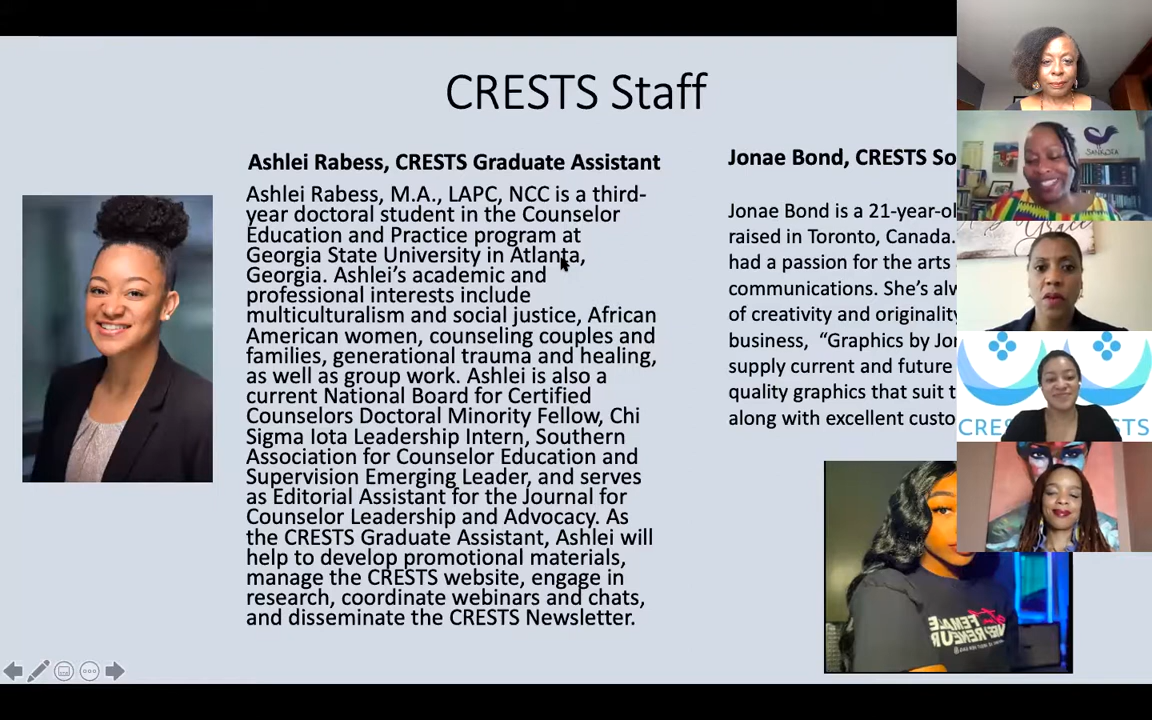 CRESTS Staff
Ashlei Rabess, CRESTS Graduate Assistant
Ashlei Rabess, M.A., LAPC, NCC is a third-
year doctoral student in the Counselor
Education and Practice program at
Georgia State University in Atlanta,
Georgia. Ashlei’s academic and
professional interests include
multiculturalism and social justice, African
American women, counseling couples and
families, generational trauma and healing,
as well as group work. Ashlei is also a
current National Board for Certified
Counselors Doctoral Minority Fellow, Chi
Sigma Iota Leadership Intern, Southern
Association for Counselor Education and
Supervision Emerging Leader, and serves
as Editorial Assistant for the Journal for
Counselor Leadership and Advocacy. As
the CRESTS Graduate Assistant, Ashlei will
help to develop promotional materials,
manage the CRESTS website, engage in
research, coordinate webinars and chats,
and disseminate the CRESTS Newsletter.
Jonae Bond, CRESTS So
Jonae Bond is a 21-year-ol
raised in Toronto, Canada.
had a passion for the arts
communications. She’s alw
of creativity and originality
business, “Graphics by Jor
supply current and future
quality graphics that suit t
along with excellent custo
FEMALE
PRENEUR
SANKOFA
Grace
CRES
STS